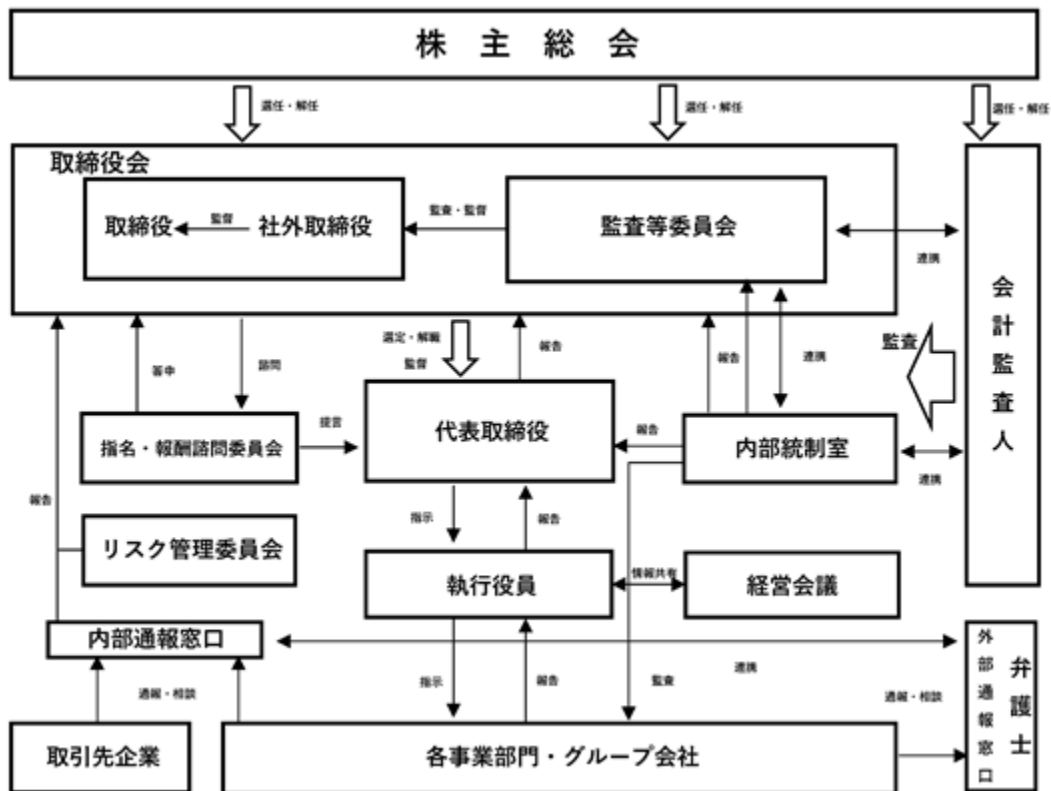 株主総会
選任・解任
選任・解任
選任・解任
取締役会
取締役
監督
社外取締役
監査・監督
監査等委員会
連携
会計監査人
選定・解職
監督
報告
報告
連携
監査
答申
諮問
指名・報酬諮問委員会
提言
代表取締役
報告
内部統制室
連携
報告
指示
報告
リスク管理委員会
執行役員
情報共有
経営会議
内部通報窓口
連携
外部通報窓口
弁護士
通報・相談
指示
報告
監査
通報・相談
取引先企業
各事業部門・グループ会社